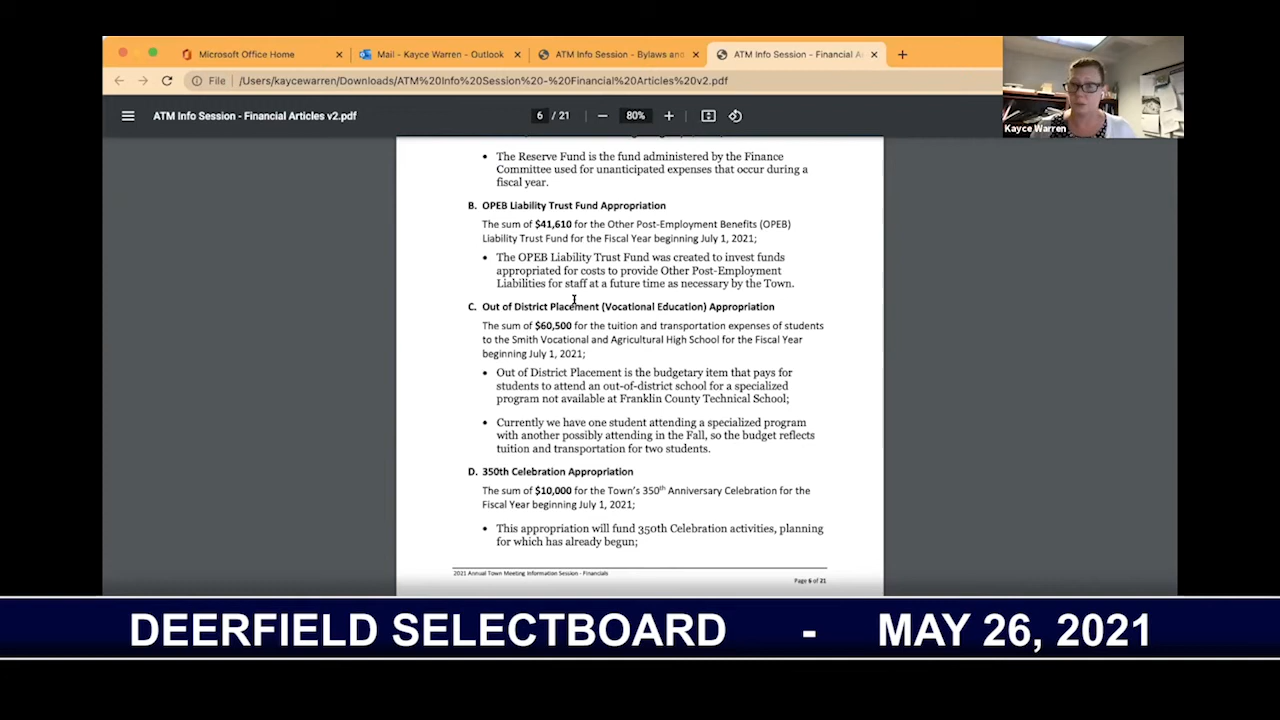 Microsoft Office Home
Mail - Kayce Warren - Outlook
ATM Info Session - Bylaws and
ATM Info Session - Financial A
File /Users/kaycewarren/Downloads/ATM%20Info%20Session%20-%20Financial%20Articles%20v2.pdf
ATM Info Session - Financial Articles v2.pdf
6 / 21
80%
Kayce Warren
• The Reserve Fund is the fund administered by the Finance
Committee used for unanticipated expenses that occur during a
fiscal year.
B. OPEB Liability Trust Fund Appropriation
The sum of $41,610 for the Other Post-Employment Benefits (OPEB)
Liability Trust Fund for the Fiscal Year beginning July 1, 2021;
• The OPEB Liability Trust Fund was created to invest funds
appropriated for costs to provide Other Post-Employment
Liabilities for staff at a future time as necessary by the Town.
C. Out of District Placement (Vocational Education) Appropriation
The sum of $60,500 for the tuition and transportation expenses of students
to the Smith Vocational and Agricultural High School for the Fiscal Year
beginning July 1, 2021;
• Out of District Placement is the budgetary item that pays for
students to attend an out-of-district school for a specialized
program not available at Franklin County Technical School;
• Currently we have one student attending a specialized program
with another possibly attending in the Fall, so the budget reflects
tuition and transportation for two students.
D. 350th Celebration Appropriation
The sum of $10,000 for the Town's 350th Anniversary Celebration for the
Fiscal Year beginning July 1, 2021;
• This appropriation will fund 350th Celebration activities, planning
for which has already begun;
2021 Annual Town Meeting Information Session - Financials
Page 6 of 21
DEERFIELD SELECTBOARD - MAY 26, 2021